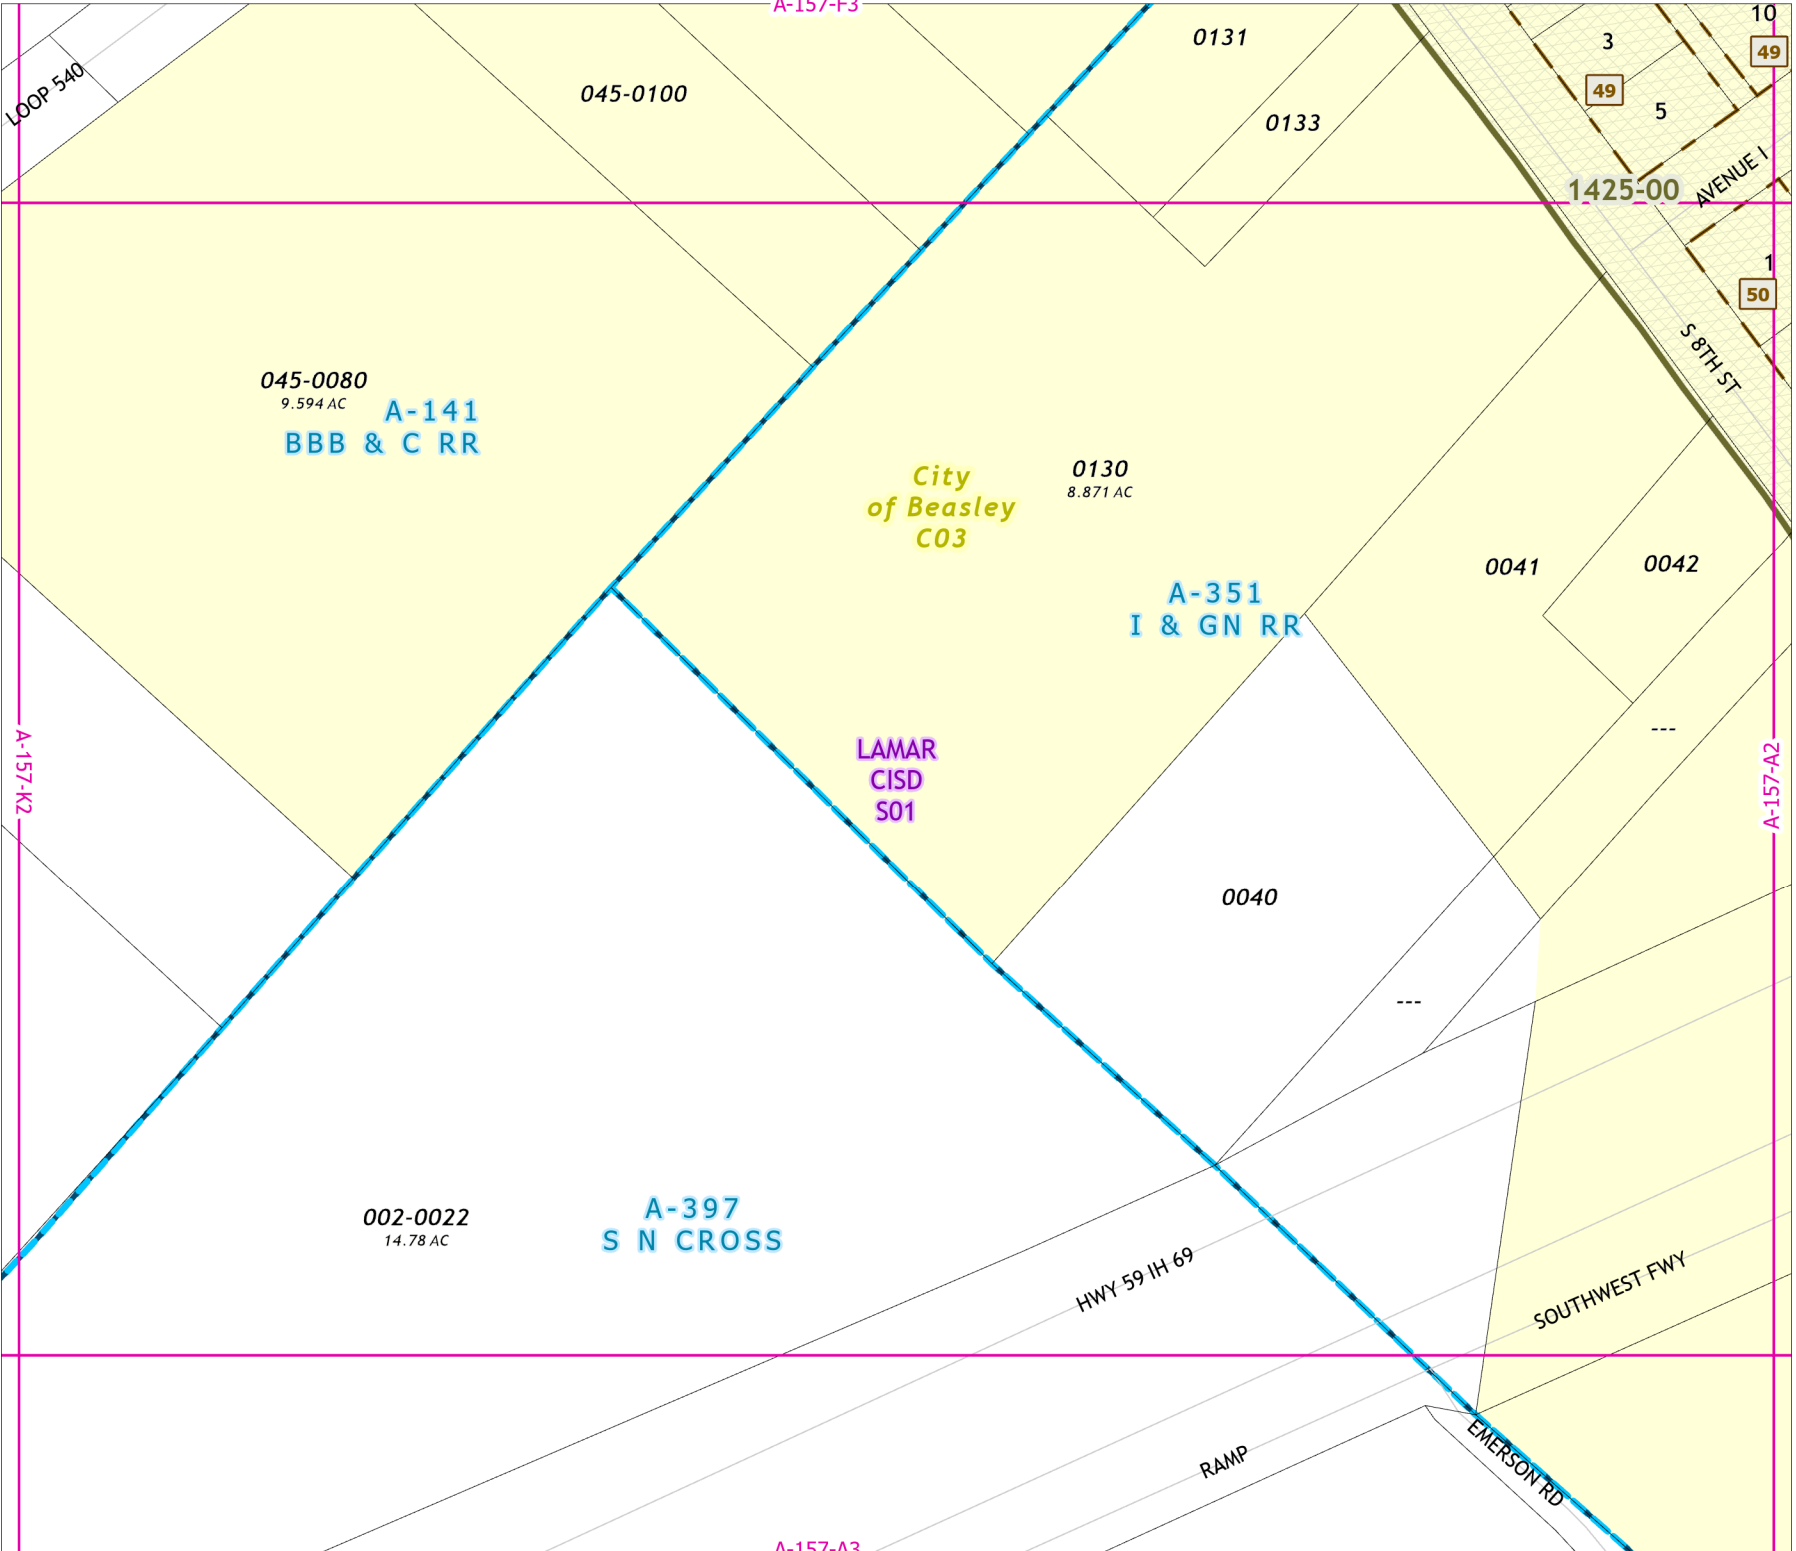 A-157-F3
10
0131
3
49
LOOP 540
045-0100
49
5
0133
AVENUE I
1425-00
1
50
S 8TH ST
045-0080
9.594 AC
A-141
BBB & C RR
City
of Beasley
C03
0130
8.871 AC
0041
0042
A-351
I & GN RR
---
LAMAR
CISD
S01
A-157-K2
A-157-A2
0040
---
002-0022
14.78 AC
A-397
S N CROSS
HWY 59 IH 69
SOUTHWEST FWY
RAMP
EMERSON RD
A-157-A3